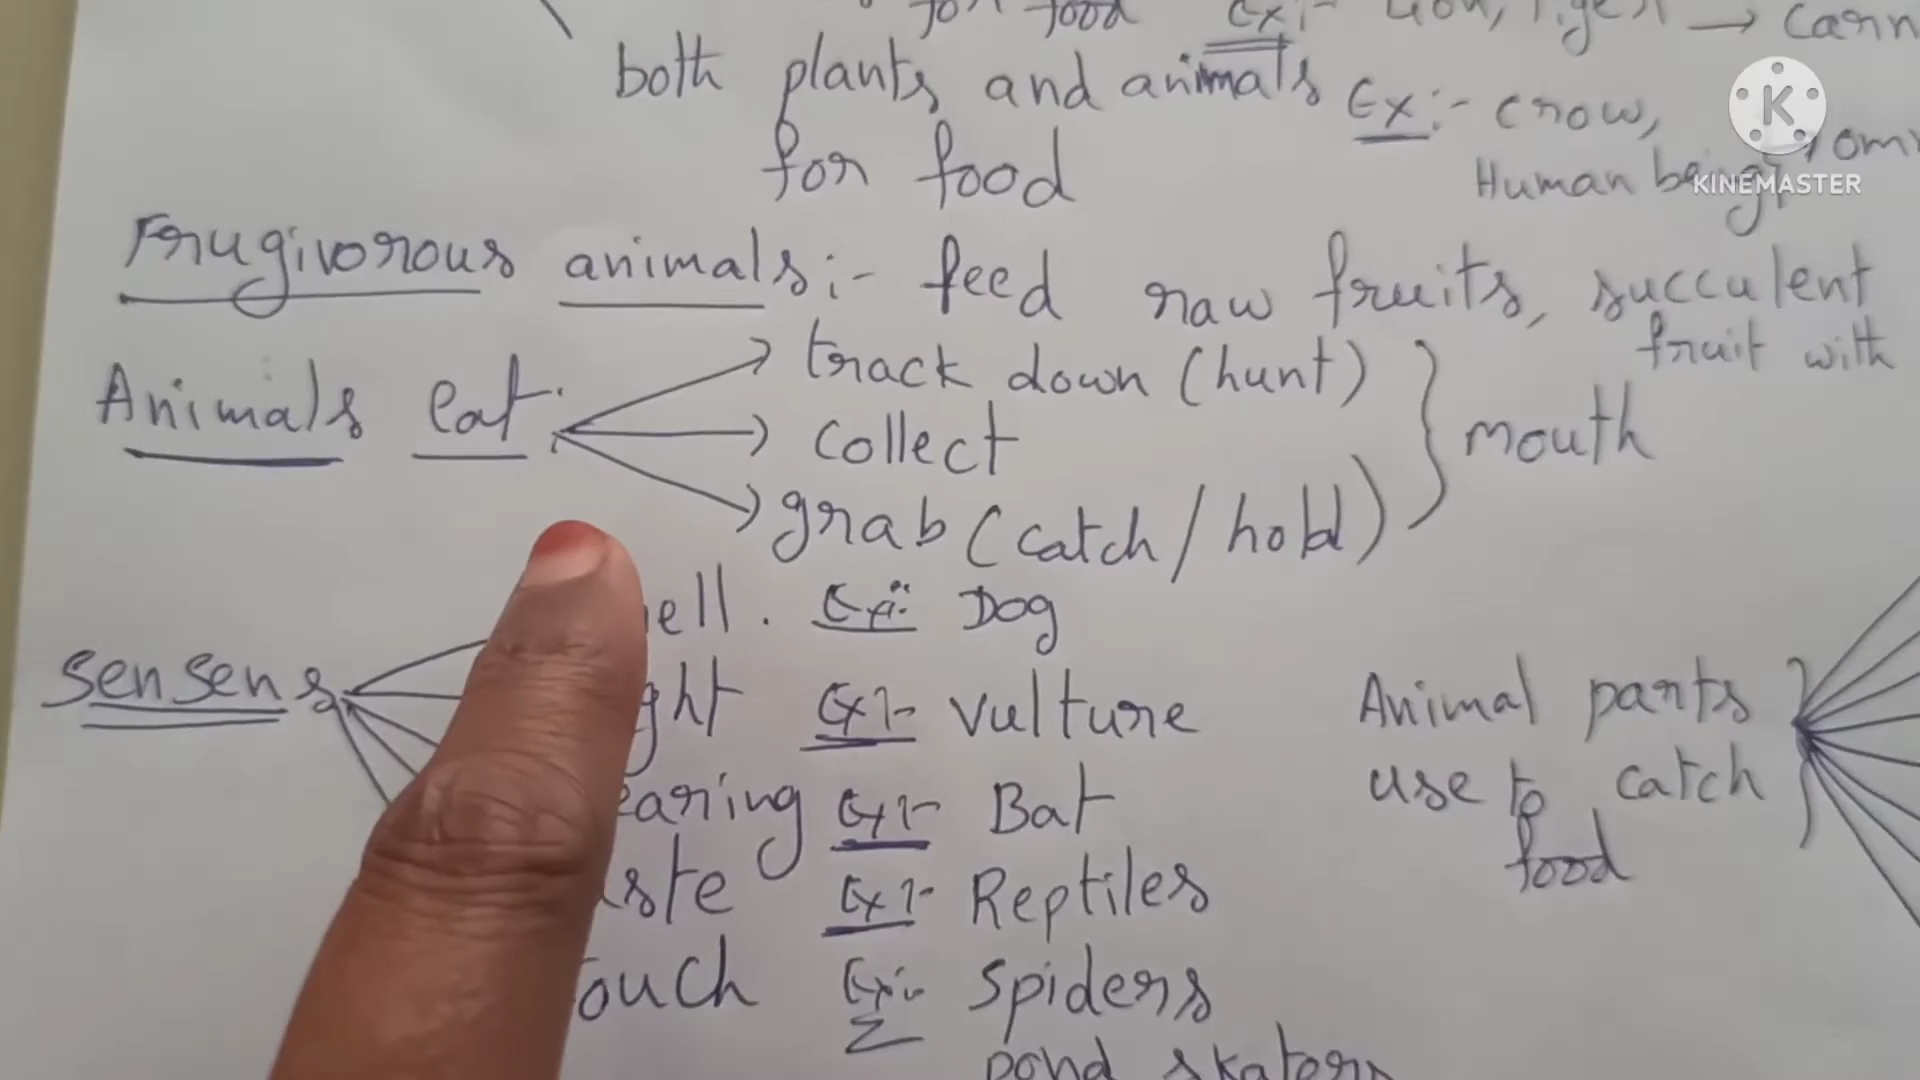 for food Ex:- Lion, Tiger → carn
both plants and animals Ex:- crow,
for food Human beings omn
KINEMASTER
Frugivorous animals:- feed raw fruits, succulent
fruit with
Animals eat
track down (hunt)
collect
grab (catch / hold)
mouth
Sensens
ell. Ex: Dog
ght Ex:- vulture
earing Ex:- Bat
aste Ex:- Reptiles
ouch Ex:- Spiders
pond skaters
Animal parts
use to catch
food